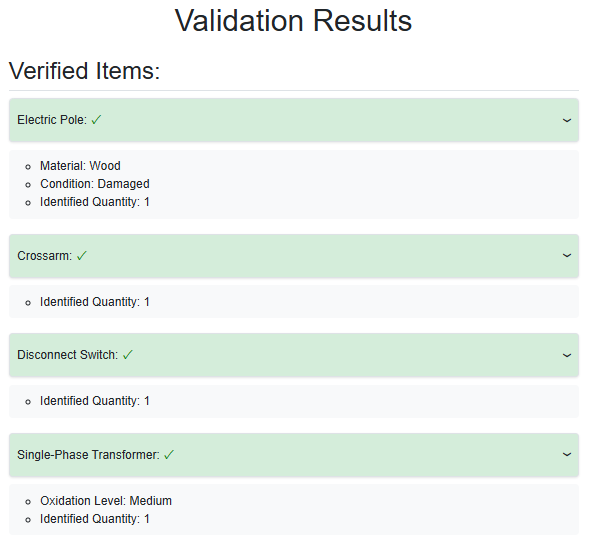 Validation Results
Verified Items:
Electric Pole: ✓
Material: Wood
Condition: Damaged
Identified Quantity: 1
Crossarm: ✓
Identified Quantity: 1
Disconnect Switch: ✓
Identified Quantity: 1
Single-Phase Transformer: ✓
Oxidation Level: Medium
Identified Quantity: 1